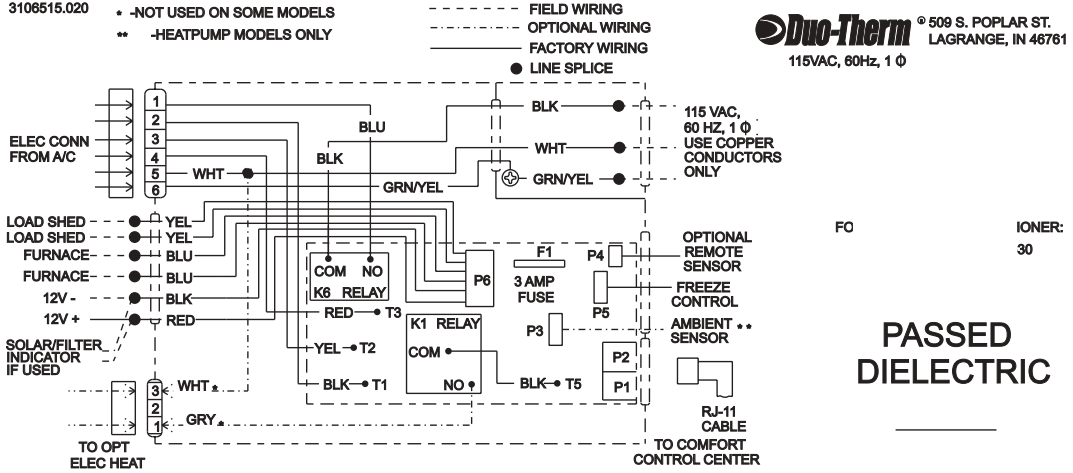 3106515.020
* -NOT USED ON SOME MODELS
** -HEATPUMP MODELS ONLY
FIELD WIRING
OPTIONAL WIRING
FACTORY WIRING
LINE SPLICE
Duo-Therm
®
509 S. POPLAR ST.
LAGRANGE, IN 46761
115VAC, 60Hz, 1 Φ
ELEC CONN
FROM A/C
1
2
3
4
5
6
WHT
BLU
BLK
GRN/YEL
BLK
WHT
GRN/YEL
115 VAC,
60 HZ, 1 Φ
USE COPPER
CONDUCTORS
ONLY
LOAD SHED
YEL
LOAD SHED
YEL
FURNACE
BLU
FURNACE
BLU
12V -
BLK
12V +
RED
SOLAR/FILTER
INDICATOR
IF USED
COM NO
K6 RELAY
P6
F1
3 AMP
FUSE
P4
P5
P3
P2
P1
RED
T3
YEL
T2
BLK
T1
K1 RELAY
COM
NO
BLK
T5
OPTIONAL
REMOTE
SENSOR
FREEZE
CONTROL
AMBIENT **
SENSOR
RJ-11
CABLE
TO COMFORT
CONTROL CENTER
3
2
1
WHT *
GRY *
TO OPT
ELEC HEAT
FO
IONER:
30
PASSED
DIELECTRIC